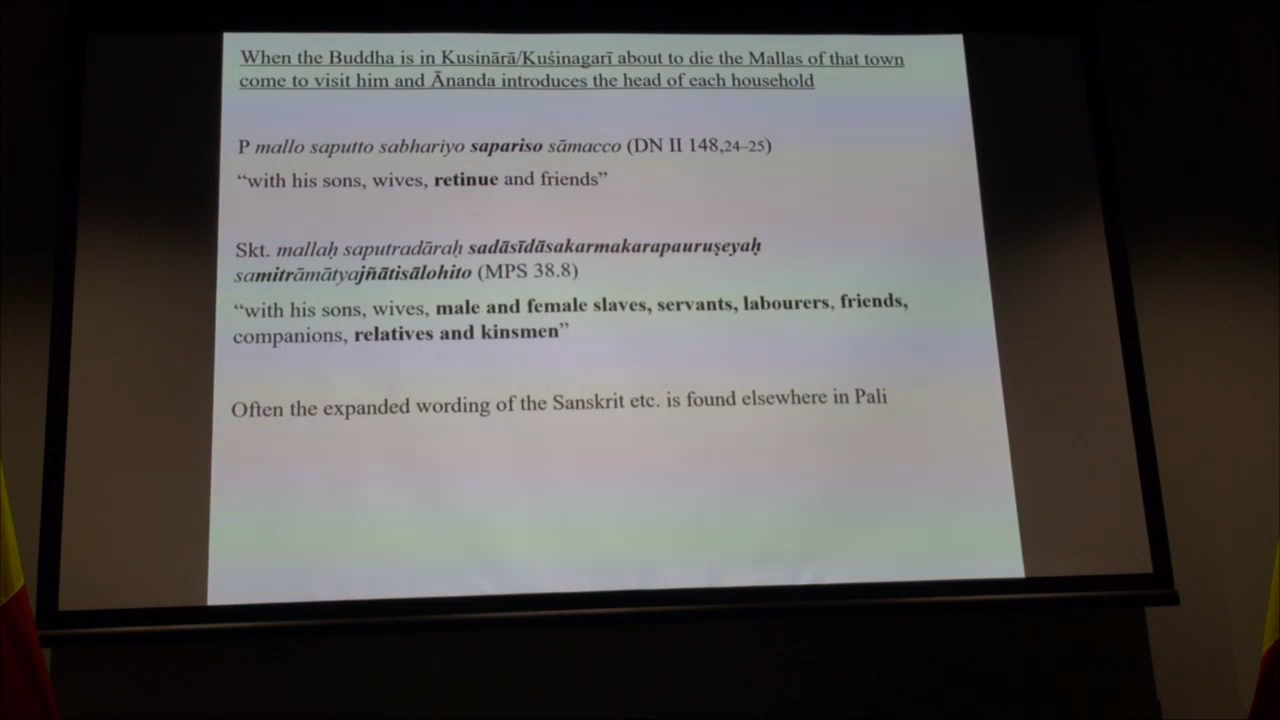 When the Buddha is in Kusinārā/Kuśinagarī about to die the Mallas of that town
come to visit him and Ānanda introduces the head of each household
P mallo saputto sabhariyo sapariso sāmacco (DN II 148,24–25)
“with his sons, wives, retinue and friends”
Skt. mallaḥ saputradāraḥ sadāsīdāsakarmakarapauruṣeyaḥ
samitrāmātyajñātisālohito (MPS 38.8)
“with his sons, wives, male and female slaves, servants, labourers, friends,
companions, relatives and kinsmen”
Often the expanded wording of the Sanskrit etc. is found elsewhere in Pali